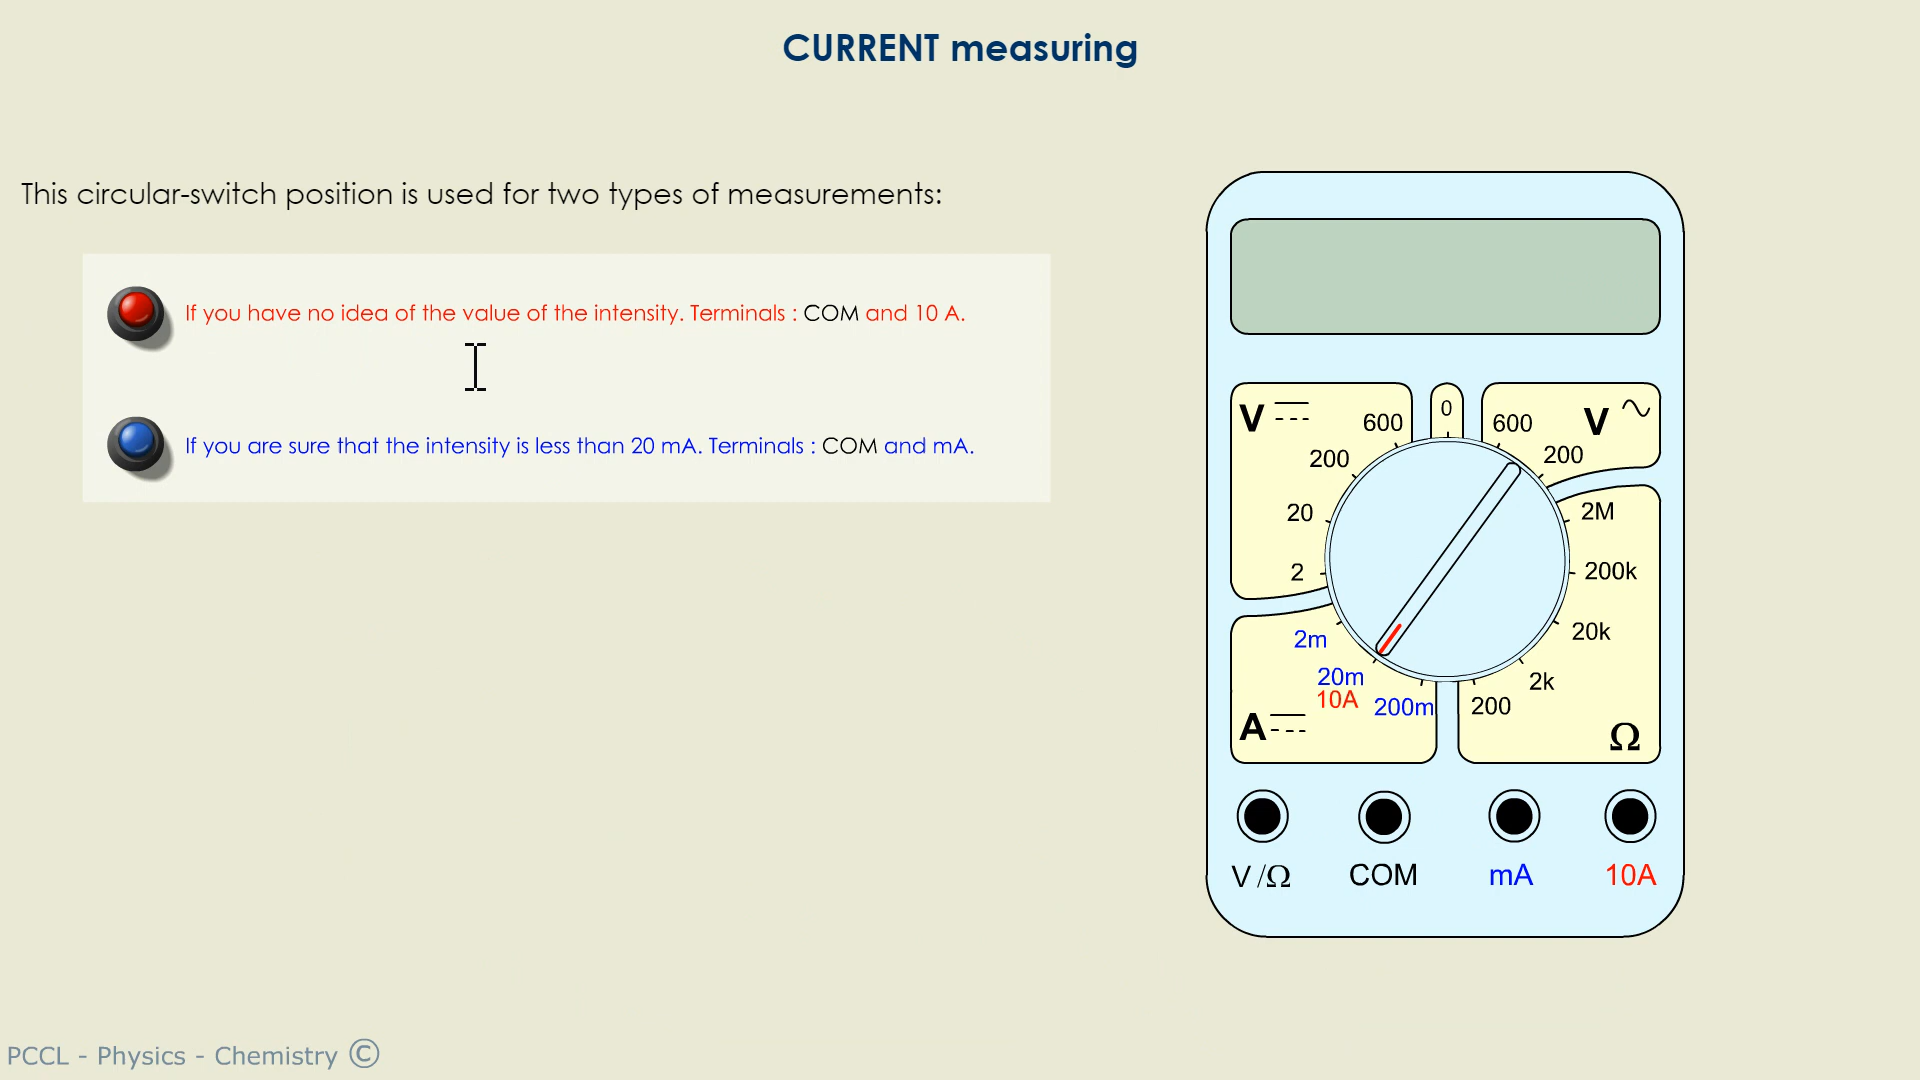 CURRENT measuring
This circular-switch position is used for two types of measurements:
If you have no idea of the value of the intensity. Terminals : COM and 10 A.
If you are sure that the intensity is less than 20 mA. Terminals : COM and mA.
V
600
0
600
V
200
200
20
2M
2
200k
2m
20k
20m
2k
10A
200m
200
A
Ω
V /Ω
COM
mA
10A
PCCL - Physics - Chemistry ©